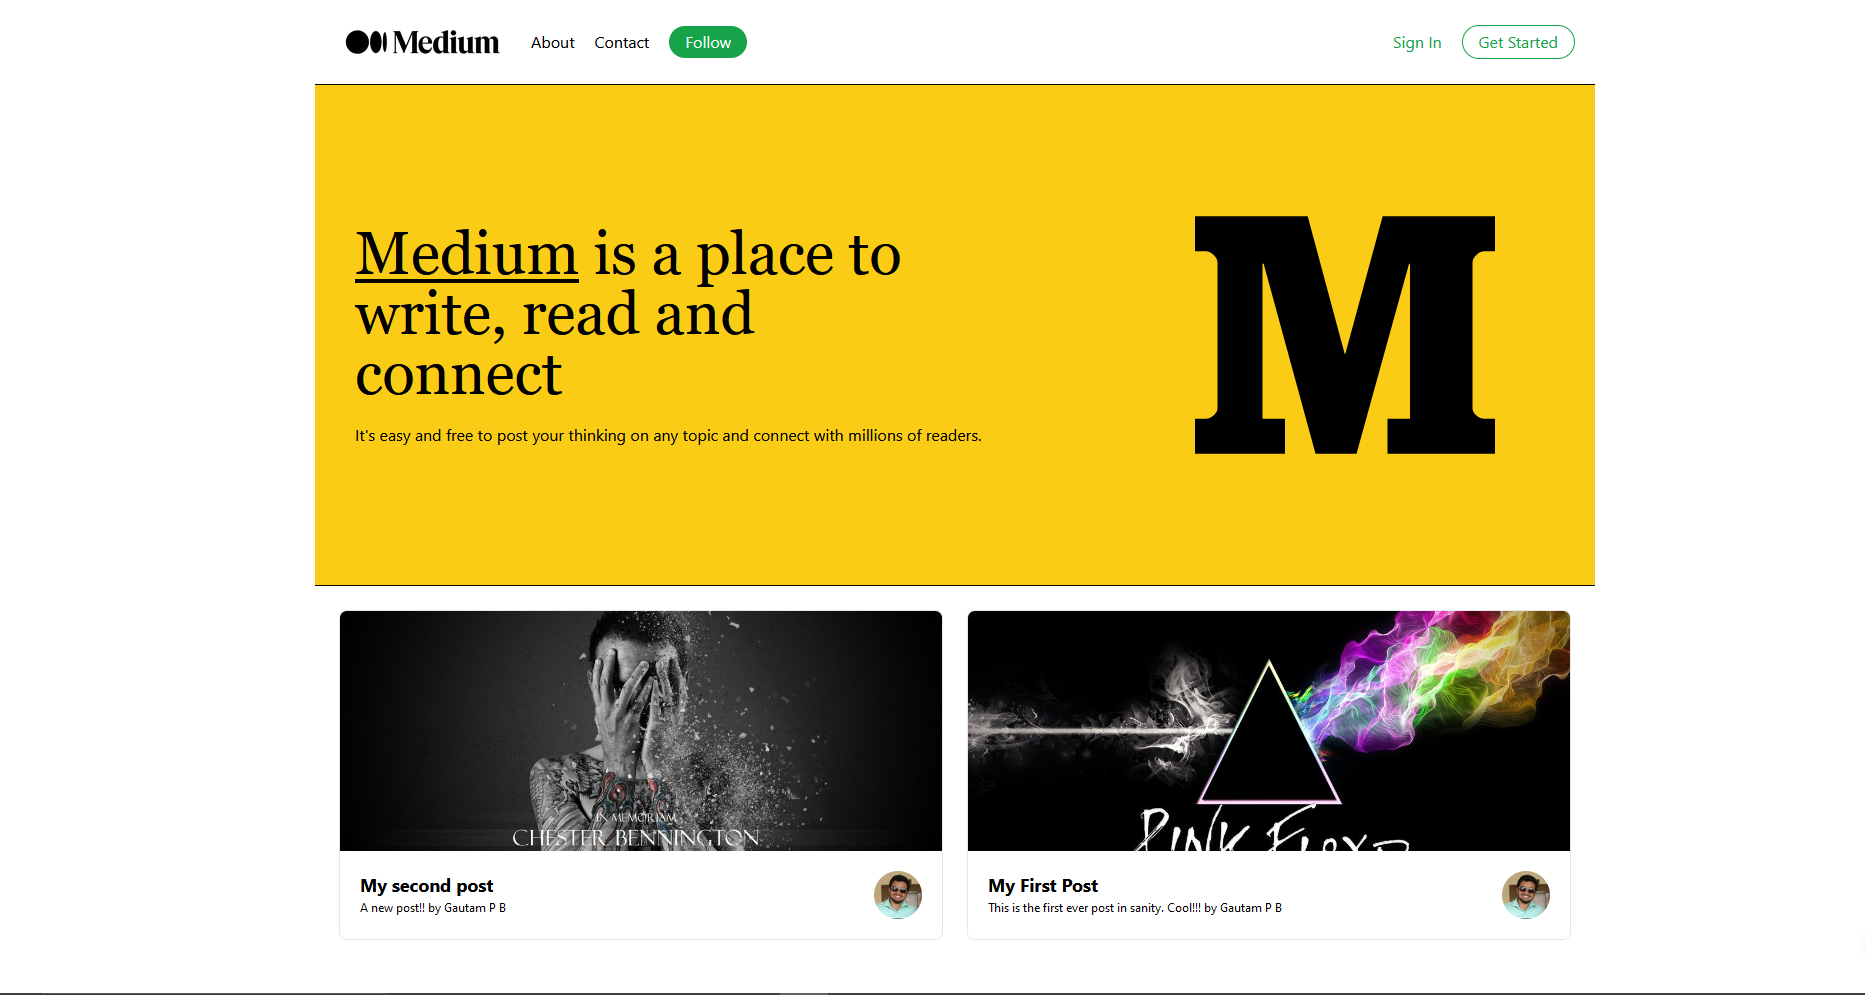 Medium
About
Contact
Follow
Sign In
Get Started
Medium is a place to
write, read and
connect
It's easy and free to post your thinking on any topic and connect with millions of readers.
M
IN MEMORIAM
CHESTER BENNINGTON
PINK FLOYD
My second post
A new post!! by Gautam P B
My First Post
This is the first ever post in sanity. Cool!!! by Gautam P B